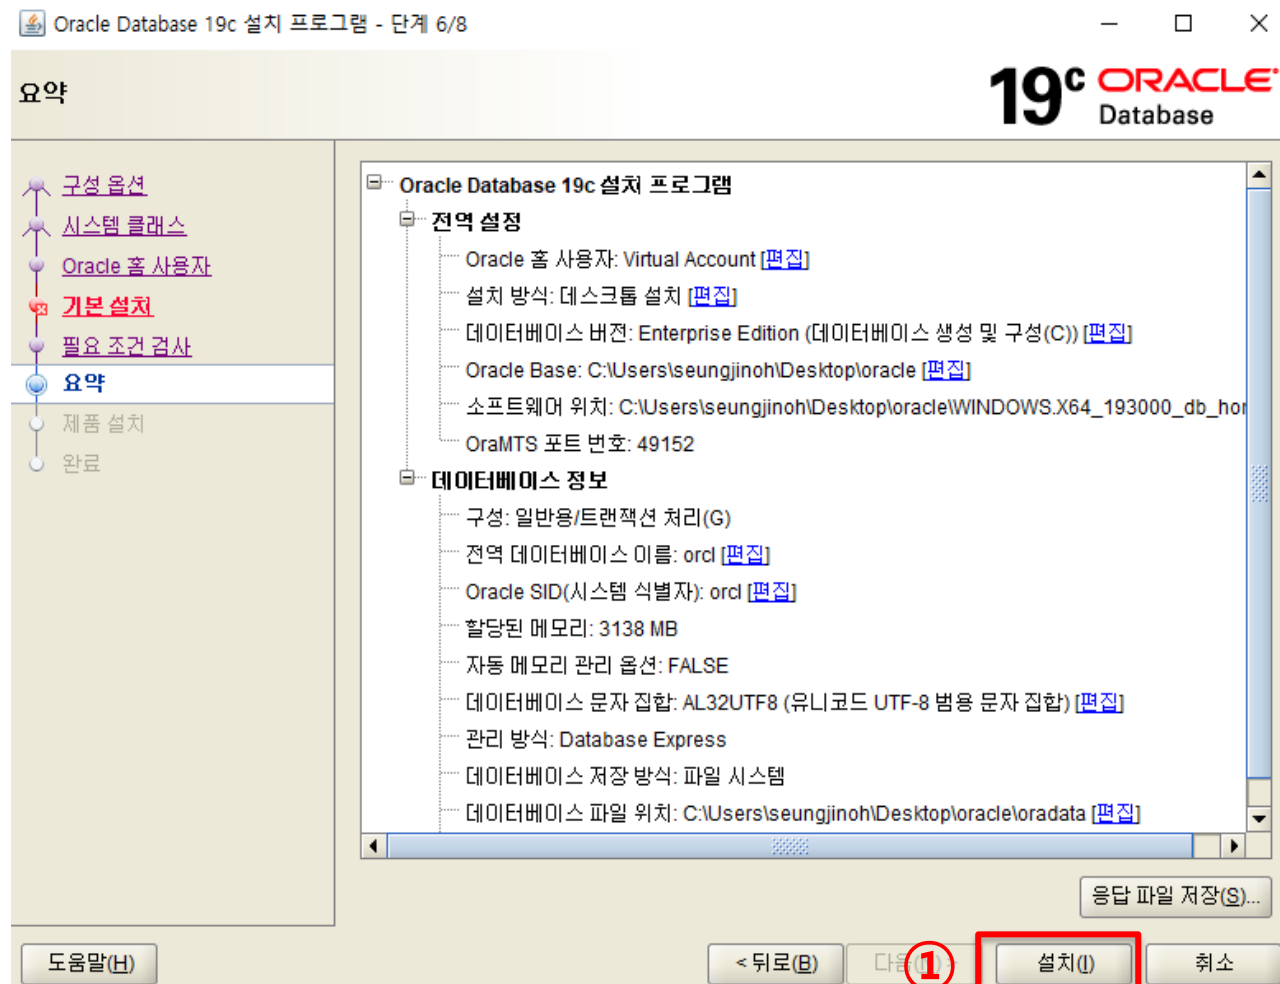 Oracle Database 19c 설치 프로그램 - 단계 6/8
요약
19c ORACLE
Database
구성 옵션
시스템 클래스
Oracle 홈 사용자
기본 설치
필요 조건 검사
요약
제품 설치
완료
Oracle Database 19c 설치 프로그램
전역 설정
Oracle 홈 사용자: Virtual Account [편집]
설치 방식: 데스크톱 설치 [편집]
데이터베이스 버전: Enterprise Edition (데이터베이스 생성 및 구성(C)) [편집]
Oracle Base: C:\Users\seungjinoh\Desktop\oracle [편집]
소프트웨어 위치: C:\Users\seungjinoh\Desktop\oracle\WINDOWS.X64_193000_db_hor
OraMTS 포트 번호: 49152
데이터베이스 정보
구성: 일반용/트랜잭션 처리(G)
전역 데이터베이스 이름: orcl [편집]
Oracle SID(시스템 식별자): orcl [편집]
할당된 메모리: 3138 MB
자동 메모리 관리 옵션: FALSE
데이터베이스 문자 집합: AL32UTF8 (유니코드 UTF-8 범용 문자 집합) [편집]
관리 방식: Database Express
데이터베이스 저장 방식: 파일 시스템
데이터베이스 파일 위치: C:\Users\seungjinoh\Desktop\oracle\oradata [편집]
응답 파일 저장(S)...
도움말(H)
< 뒤로(B)
다음
①
설치(I)
취소